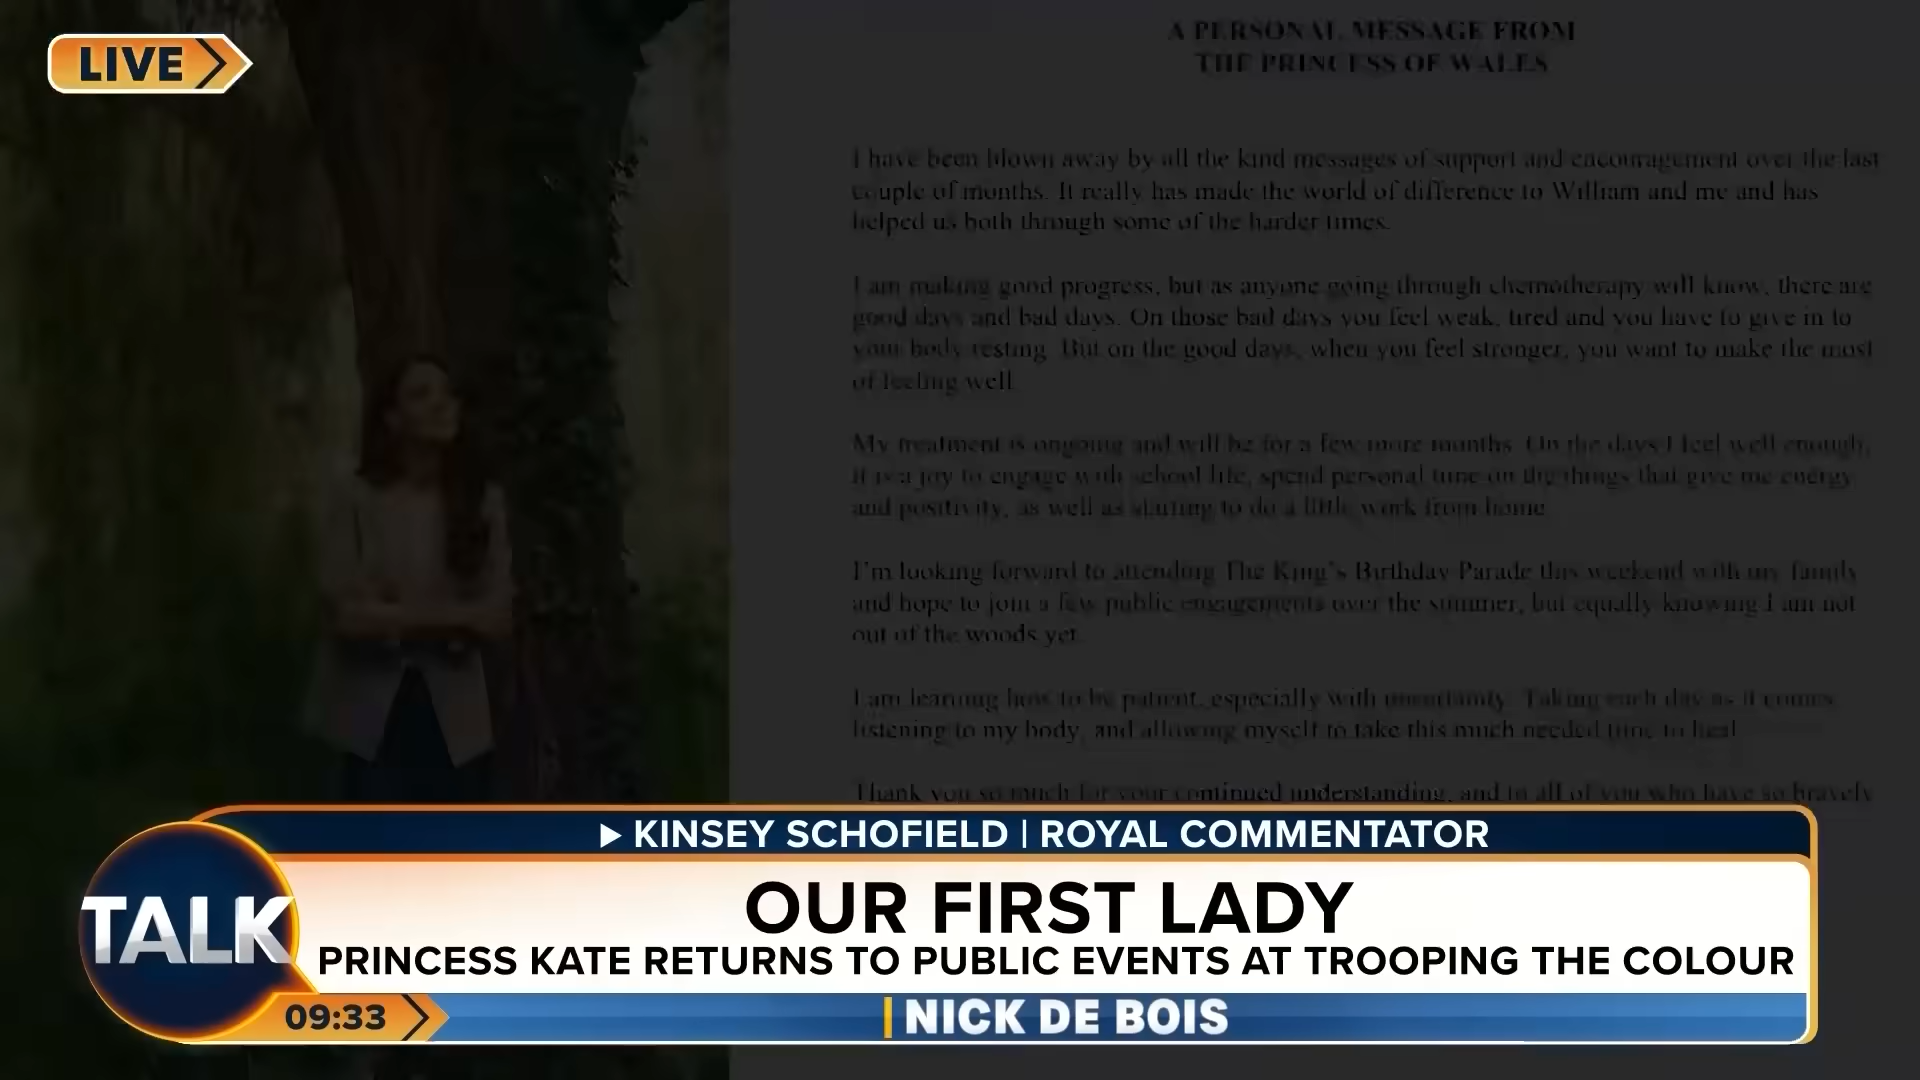 LIVE
A PERSONAL MESSAGE FROM
THE PRINCESS OF WALES
I have been blown away by all the kind messages of support and encouragement over the last
couple of months. It really has made the world of difference to William and me and has
helped us both through some of the harder times.
I am making good progress, but as anyone going through chemotherapy will know, there are
good days and bad days. On those bad days you feel weak, tired and you have to give in to
your body resting. But on the good days, when you feel stronger, you want to make the most
of feeling well.
My treatment is ongoing and will be for a few more months. On the days I feel well enough,
it is a joy to engage with school life, spend personal time on the things that give me energy
and positivity, as well as starting to do a little work from home.
I'm looking forward to attending The King's Birthday Parade this weekend with my family
and hope to join a few public engagements over the summer, but equally knowing I am not
out of the woods yet.
I am learning how to be patient, especially with uncertainty. Taking each day as it comes,
listening to my body, and allowing myself to take this much needed time to heal.
Thank you so much for your continued understanding, and to all of you who have so bravely
KINSEY SCHOFIELD | ROYAL COMMENTATOR
OUR FIRST LADY
PRINCESS KATE RETURNS TO PUBLIC EVENTS AT TROOPING THE COLOUR
TALK
09:33
NICK DE BOIS